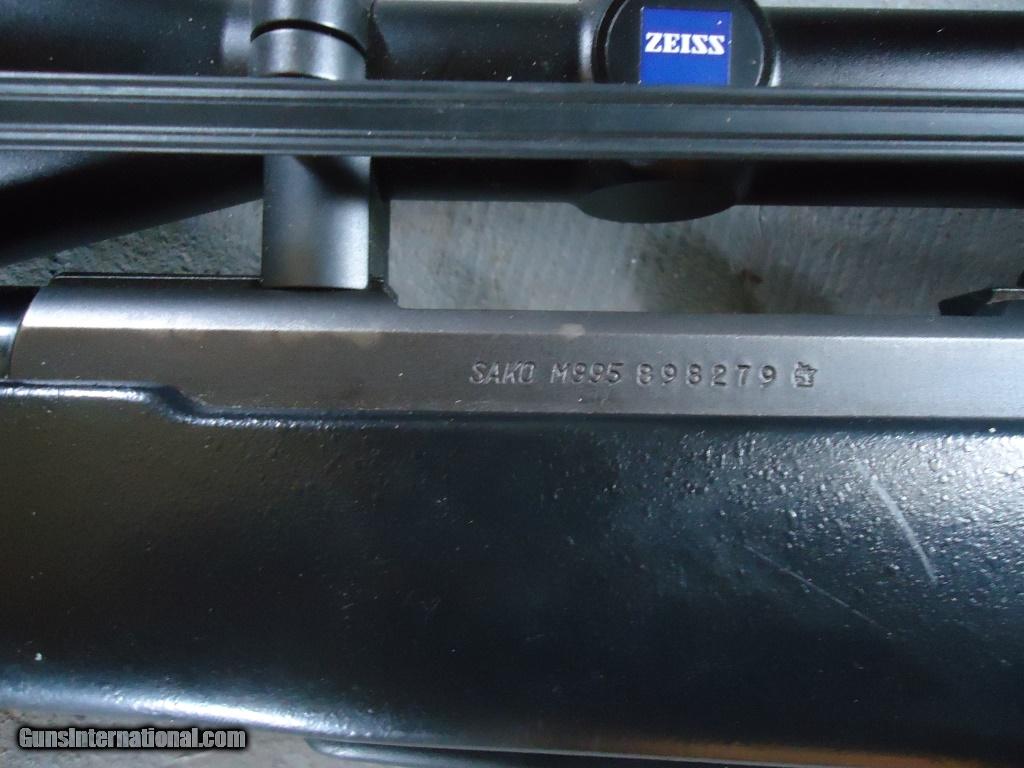 ZEISS
SAKO M995 898279
GunsInternational.com